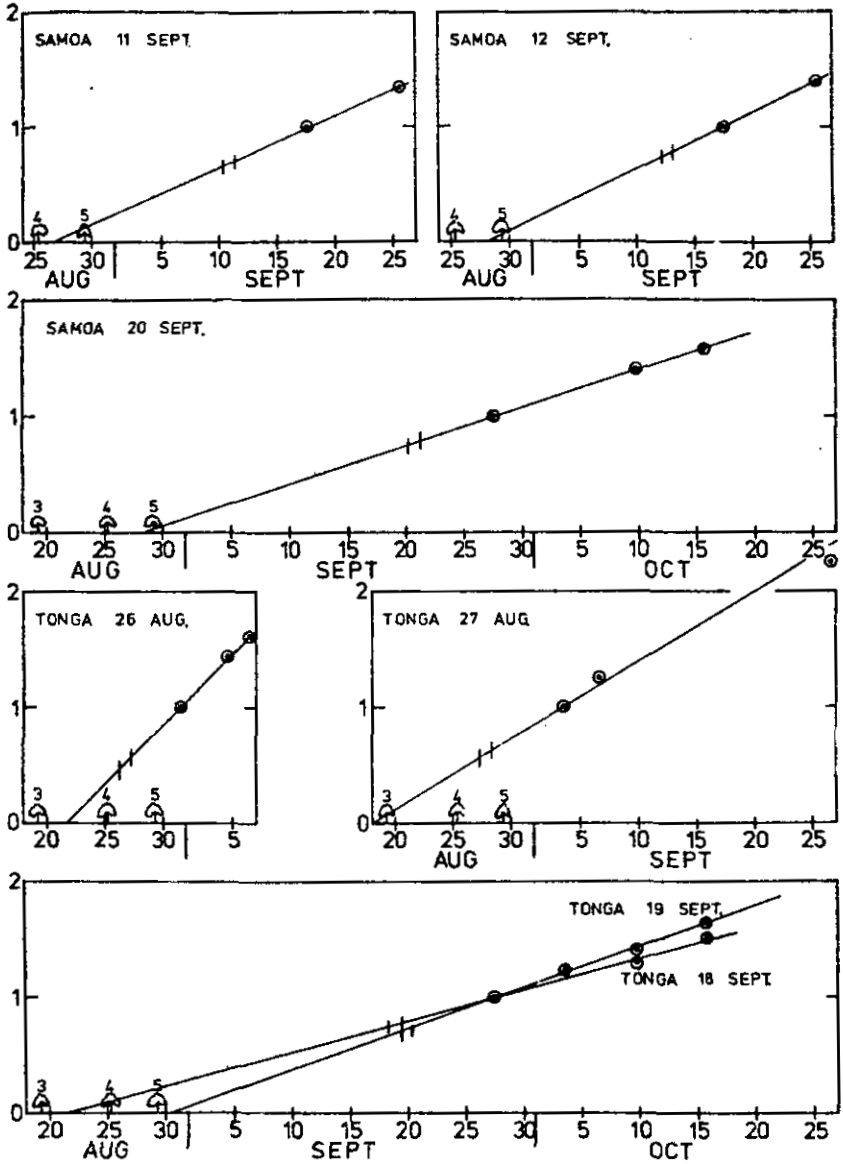 2
SAMOA 11 SEPT.
1
4 5
0
25 30 5 10 15 20 25
AUG SEPT
SAMOA 12 SEPT.
4 5
25 30 5 10 15 20 25
AUG SEPT
2
SAMOA 20 SEPT.
1
3 4 5
0
20 25 30 5 10 15 20 25 30 5 10 15 20 25
AUG SEPT OCT
2
TONGA 26 AUG.
1
3 4 5
0
20 25 30 5
2
TONGA 27 AUG
1
3 4 5
0
20 25 30 5 10 15 20 25
AUG SEPT
2
TONGA 19 SEPT.
TONGA 18 SEPT.
1
3 4 5
0
20 25 30 5 10 15 20 25 30 5 10 15 20 25
AUG SEPT OCT